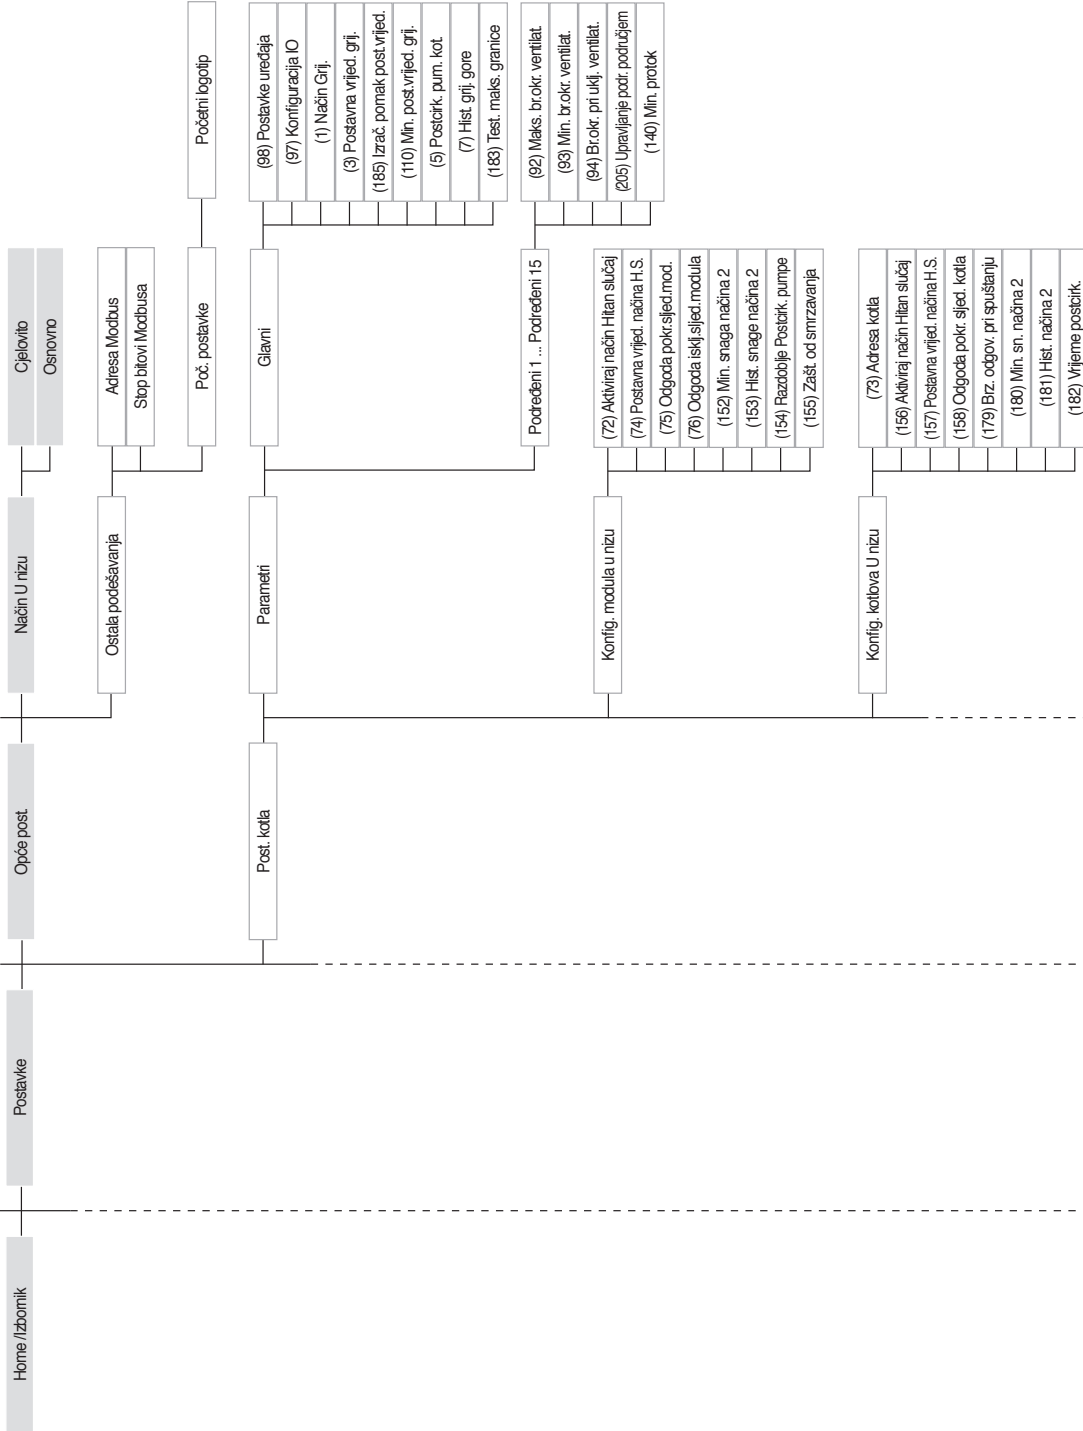 Home /Izbornik
Postavke
Opće post.
Način U nizu
Cjelovito
Osnovno
Ostala podešavanja
Adresa Modbus
Stop bitovi Modbusa
Poč. postavke
Početni logotip
Post. kotla
Parametri
Glavni
(98) Postavke uređaja
(97) Konfiguracija IO
(1) Način Grij.
(3) Postavna vrijed. grij.
(185) Izrač. pomak post.vrijed.
(110) Min. post.vrijed. grij.
(5) Postcirk. pum. kot.
(7) Hist. grij. gore
(183) Test. maks. granice
Podređeni 1 ... Podređeni 15
(92) Maks. br.okr. ventilat.
(93) Min. br.okr. ventilat.
(94) Br.okr. pri uklj. ventilat.
(205) Upravljanje podr. područjem
(140) Min. protok
Konfig. modula u nizu
(72) Aktiviraj način Hitan slučaj
(74) Postavna vrijed. načina H.S.
(75) Odgoda pokr.sljed.mod.
(76) Odgoda isklj.sljed.modula
(152) Min. snaga načina 2
(153) Hist. snage načina 2
(154) Razdoblje Postcirk. pumpe
(155) Zašt. od smrzavanja
Konfig. kotlova U nizu
(73) Adresa kotla
(156) Aktiviraj način Hitan slučaj
(157) Postavna vrijed. načina H.S.
(158) Odgoda pokr. sljed. kotla
(179) Brz. odgov. pri spuštanju
(180) Min. sn. načina 2
(181) Hist. načina 2
(182) Vrijeme postcirk.